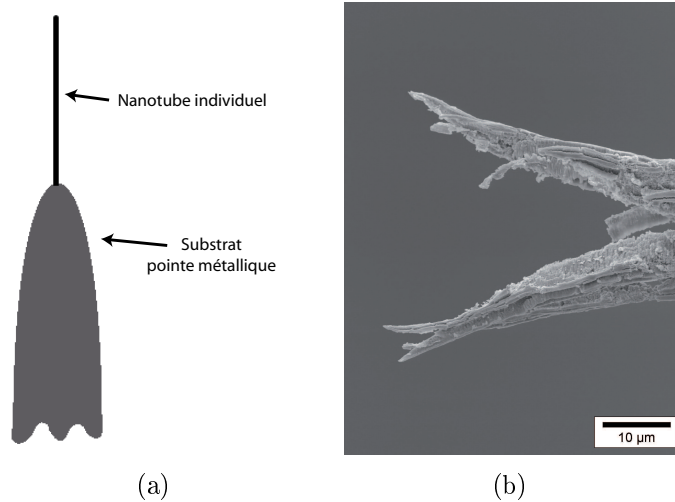 Nanotube individuel
Substrat
pointe métallique
10 µm
(a)
(b)